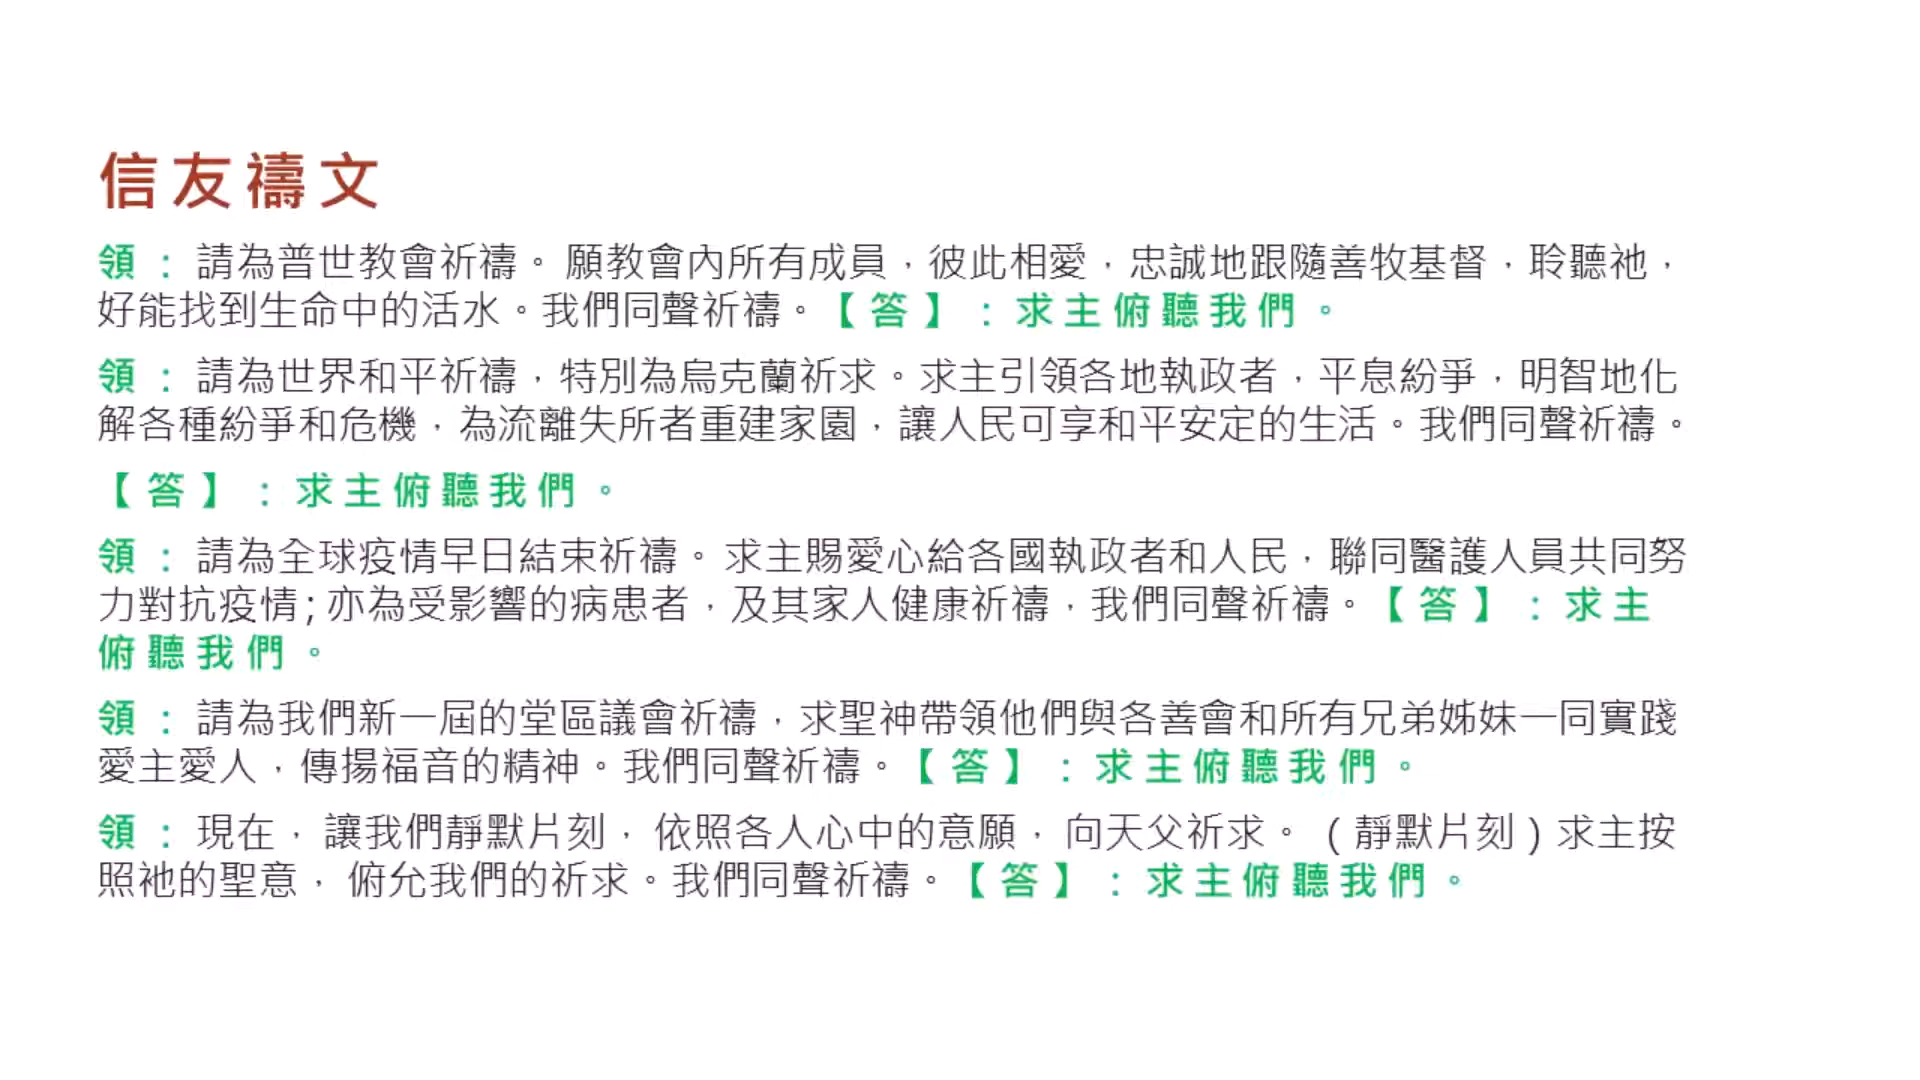 信友禱文
領：請為普世教會祈禱。願教會內所有成員，彼此相愛，忠誠地跟隨善牧基督，聆聽祂，
好能找到生命中的活水。我們同聲祈禱。【答】：求主俯聽我們。
領：請為世界和平祈禱，特別為烏克蘭祈求。求主引領各地執政者，平息紛爭，明智地化
解各種紛爭和危機，為流離失所者重建家園，讓人民可享和平安定的生活。我們同聲祈禱。
【答】：求主俯聽我們。
領：請為全球疫情早日結束祈禱。求主賜愛心給各國執政者和人民，聯同醫護人員共同努
力對抗疫情;亦為受影響的病患者，及其家人健康祈禱，我們同聲祈禱。【答】：求主
俯聽我們。
領：請為我們新一屆的堂區議會祈禱，求聖神帶領他們與各善會和所有兄弟姊妹一同實踐
愛主愛人，傳揚福音的精神。我們同聲祈禱。【答】：求主俯聽我們。
領：現在，讓我們靜默片刻，依照各人心中的意願，向天父祈求。(靜默片刻)求主按
照祂的聖意，俯允我們的祈求。我們同聲祈禱。【答】：求主俯聽我們。